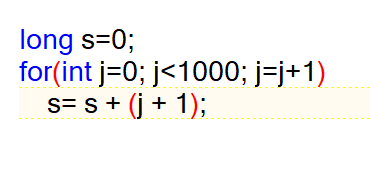 long s=0;
for(int j=0; j<1000; j=j+1)
s= s + (j + 1);